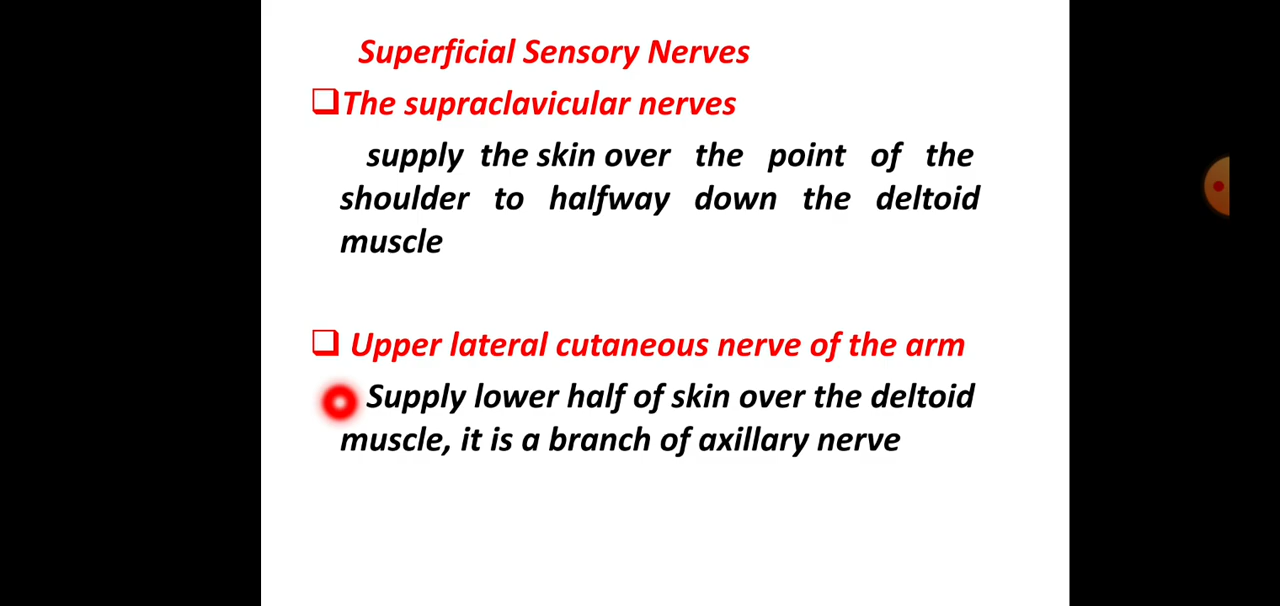 Superficial Sensory Nerves
The supraclavicular nerves
supply the skin over the point of the
shoulder to halfway down the deltoid
muscle
Upper lateral cutaneous nerve of the arm
Supply lower half of skin over the deltoid
muscle, it is a branch of axillary nerve